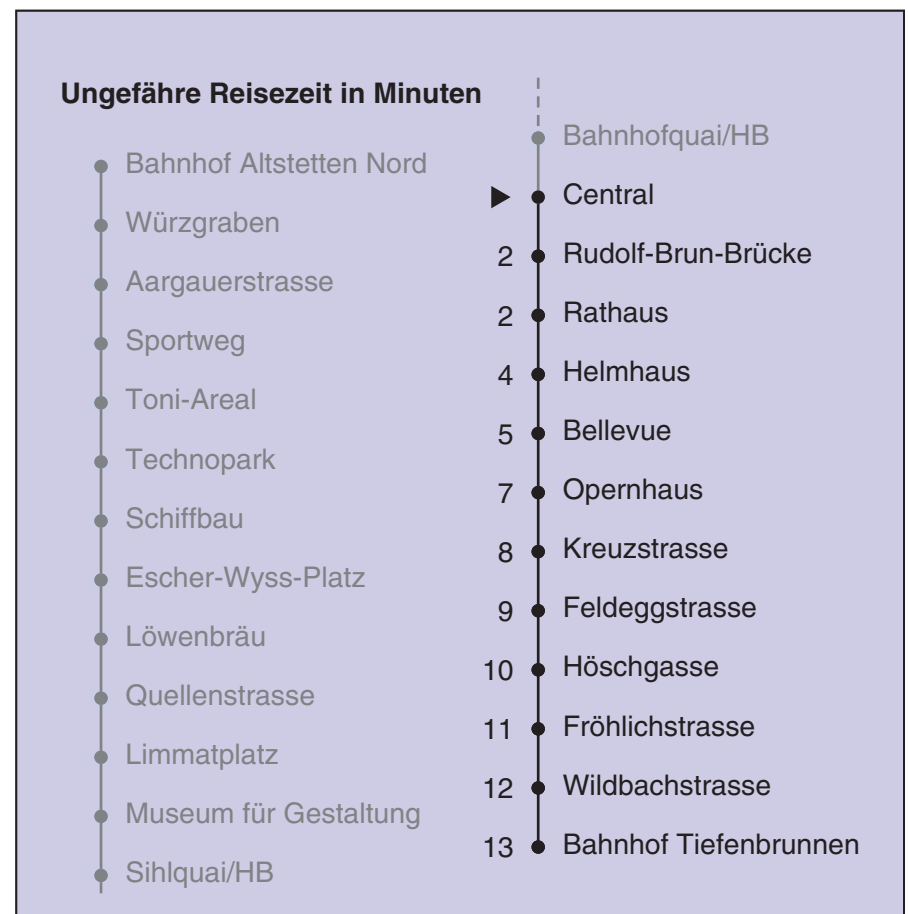 Ungefähre Reisezeit in Minuten
Bahnhof Altstetten Nord
Würzgraben
Aargauerstrasse
Sportweg
Toni-Areal
Technopark
Schiffbau
Escher-Wyss-Platz
Löwenbräu
Quellenstrasse
Limmatplatz
Museum für Gestaltung
Sihlquai/HB
Bahnhofquai/HB
Central
2 Rudolf-Brun-Brücke
2 Rathaus
4 Helmhaus
5 Bellevue
7 Opernhaus
8 Kreuzstrasse
9 Feldeggstrasse
10 Höschgasse
11 Fröhlichstrasse
12 Wildbachstrasse
13 Bahnhof Tiefenbrunnen